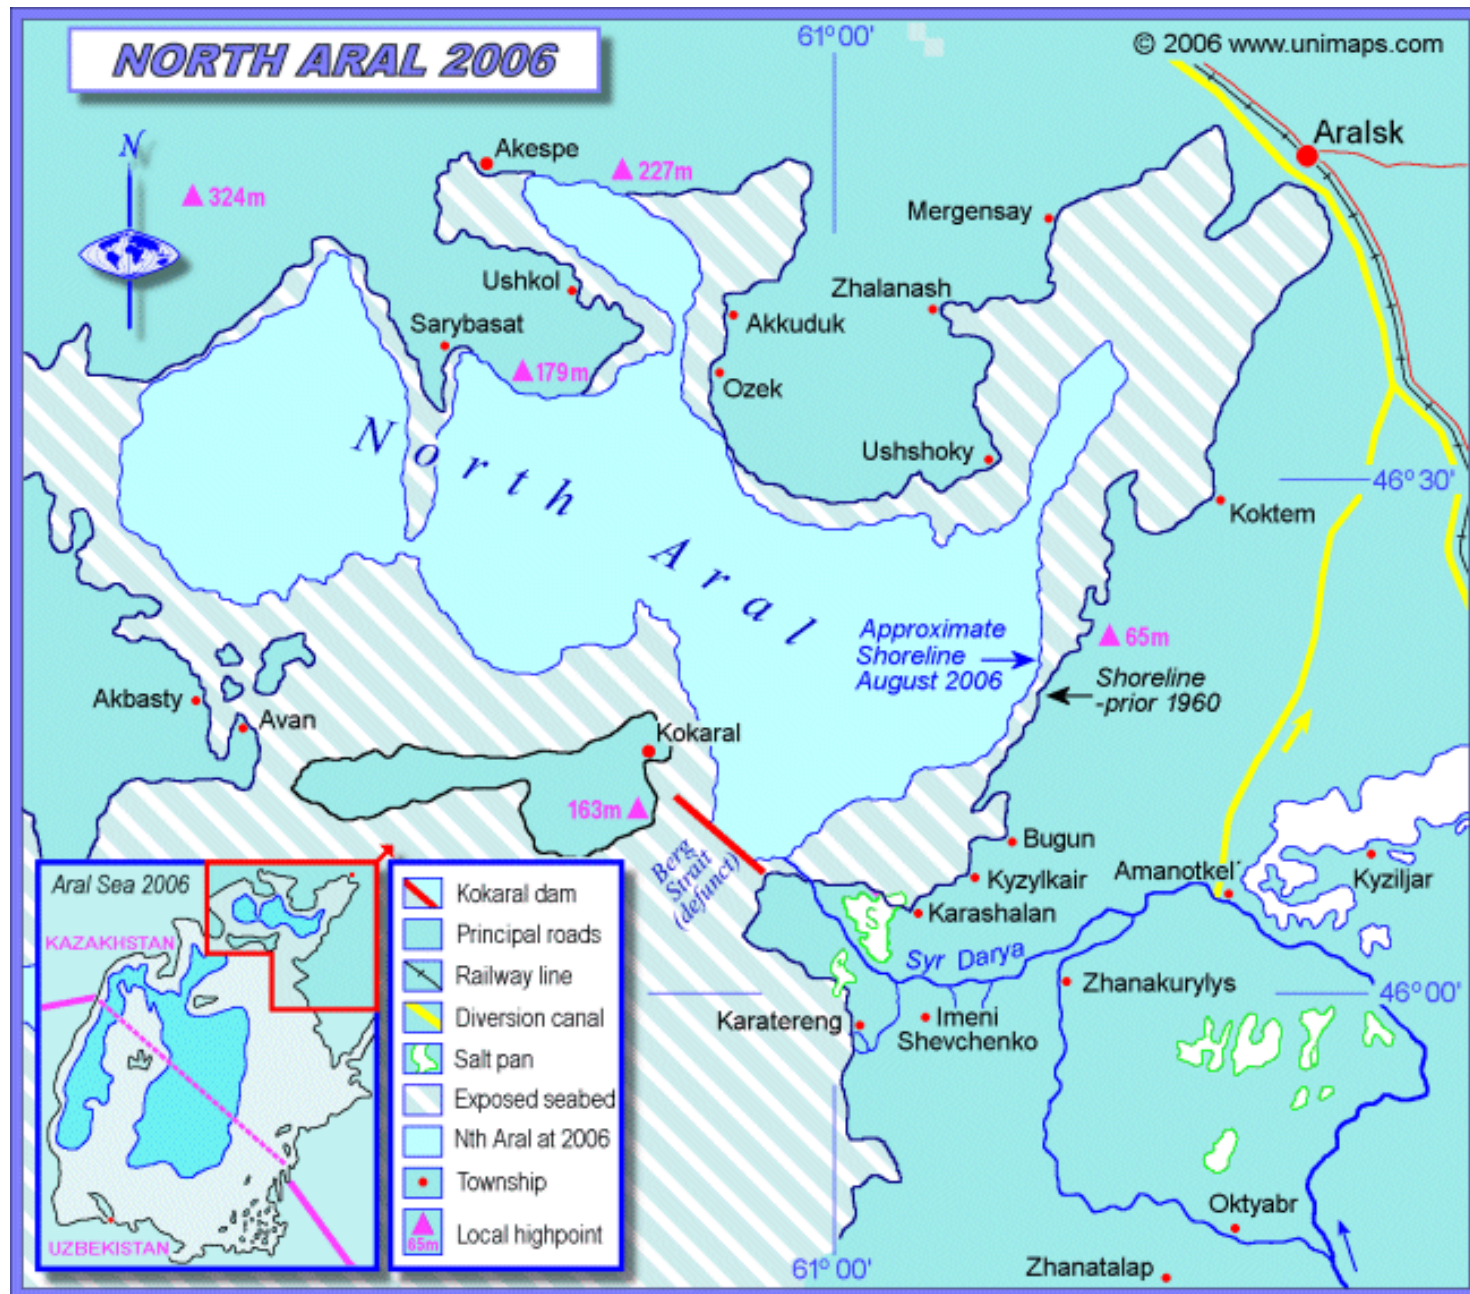 NORTH ARAL 2006
61° 00'
© 2006 www.unimaps.com
N
Akespe
227m
324m
Aralsk
Mergensay
Ushkol
Zhalanash
Akkuduk
Sarybasat
179m
Ozek
North Aral
Ushshoky
46° 30'
Koktem
Approximate
Shoreline
August 2006
65m
Shoreline
-prior 1960
Akbasty
Avan
Kokaral
163m
Berg
Strait
(defunct)
Bugun
Amanotkel´
Kyziljar
Kyzylkair
Karashalan
Syr Darya
Zhanakurylys
46° 00'
Karatereng
Imeni
Shevchenko
Oktyabr
Zhanatalap
61° 00'
Aral Sea 2006
KAZAKHSTAN
UZBEKISTAN
Kokaral dam
Principal roads
Railway line
Diversion canal
Salt pan
Exposed seabed
Nth Aral at 2006
Township
65m
Local highpoint